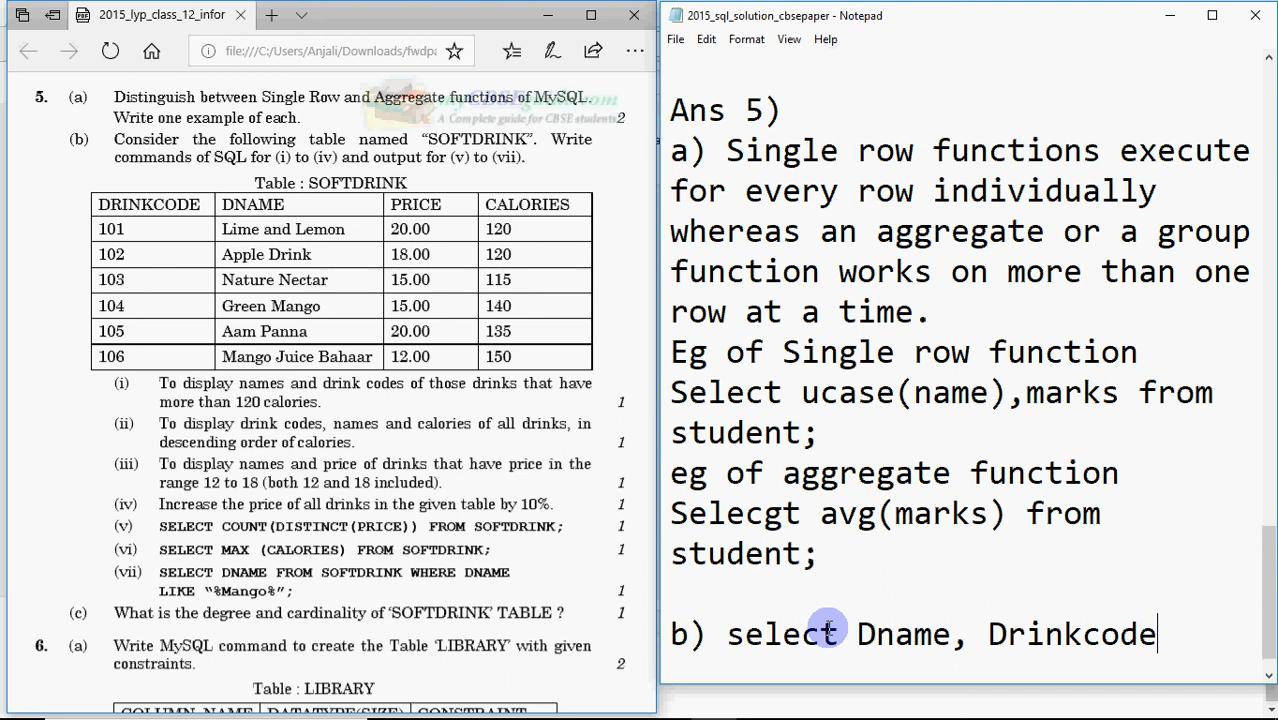 2015_lyp_class_12_infor
file:///C:/Users/Anjali/Downloads/fwdpa
5. (a) Distinguish between Single Row and Aggregate functions of MySQL.
Write one example of each. 2
(b) Consider the following table named “SOFTDRINK”. Write
commands of SQL for (i) to (iv) and output for (v) to (vii).
Table : SOFTDRINK
DRINKCODE DNAME PRICE CALORIES
101 Lime and Lemon 20.00 120
102 Apple Drink 18.00 120
103 Nature Nectar 15.00 115
104 Green Mango 15.00 140
105 Aam Panna 20.00 135
106 Mango Juice Bahaar 12.00 150
(i) To display names and drink codes of those drinks that have
more than 120 calories. 1
(ii) To display drink codes, names and calories of all drinks, in
descending order of calories. 1
(iii) To display names and price of drinks that have price in the
range 12 to 18 (both 12 and 18 included). 1
(iv) Increase the price of all drinks in the given table by 10%. 1
(v) SELECT COUNT(DISTINCT(PRICE)) FROM SOFTDRINK; 1
(vi) SELECT MAX (CALORIES) FROM SOFTDRINK; 1
(vii) SELECT DNAME FROM SOFTDRINK WHERE DNAME
LIKE “%Mango%”; 1
(c) What is the degree and cardinality of ‘SOFTDRINK’ TABLE ? 1
6. (a) Write MySQL command to create the Table ‘LIBRARY’ with given
constraints. 2
Table : LIBRARY
COLUMN_NAME DATATYPE(SIZE) CONSTRAINT
myCBSEguide.com
A Complete guide for CBSE students
2015_sql_solution_cbsepaper - Notepad
File Edit Format View Help
Ans 5)
a) Single row functions execute
for every row individually
whereas an aggregate or a group
function works on more than one
row at a time.
Eg of Single row function
Select ucase(name),marks from
student;
eg of aggregate function
Selecgt avg(marks) from
student;
b) select Dname, Drinkcode